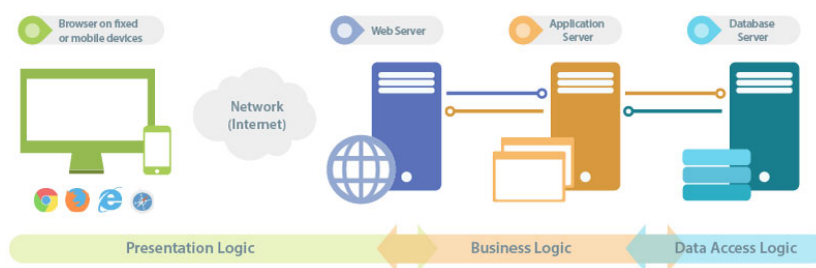 Browser on fixed
or mobile devices
Web Server
Application
Server
Database
Server
Network
(Internet)
Presentation Logic
Business Logic
Data Access Logic